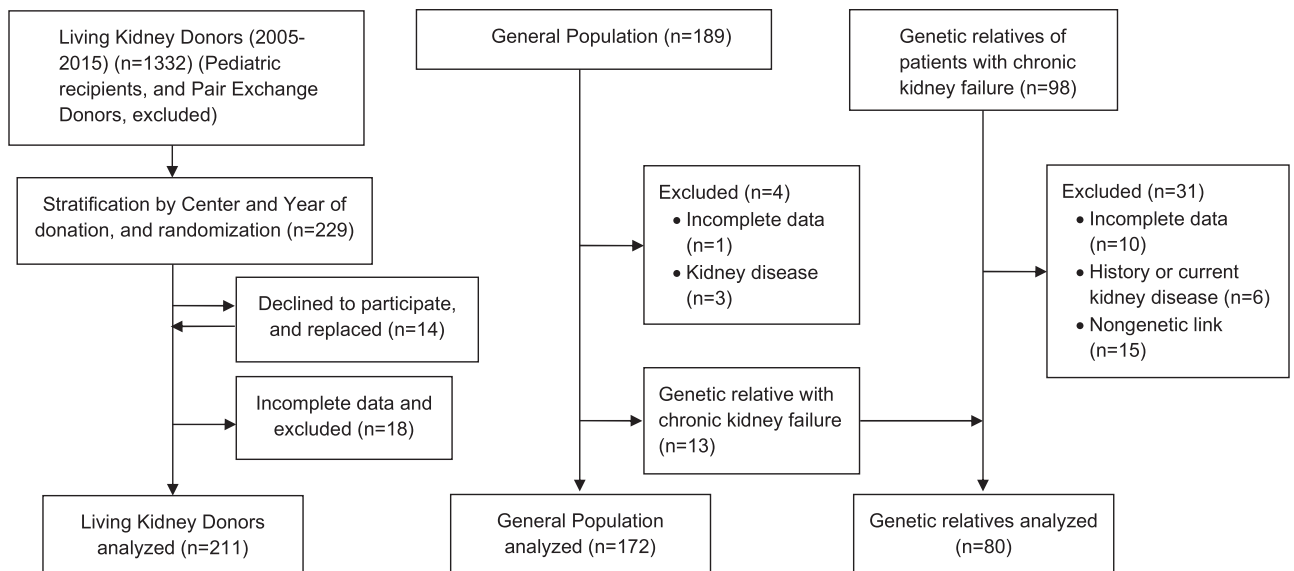 Living Kidney Donors (2005-
2015) (n=1332) (Pediatric
recipients, and Pair Exchange
Donors, excluded)
Stratification by Center and Year of
donation, and randomization (n=229)
Declined to participate,
and replaced (n=14)
Incomplete data and
excluded (n=18)
Living Kidney Donors
analyzed (n=211)
General Population (n=189)
Excluded (n=4)
• Incomplete data
(n=1)
• Kidney disease
(n=3)
Genetic relative with
chronic kidney failure
(n=13)
General Population
analyzed (n=172)
Genetic relatives of
patients with chronic
kidney failure (n=98)
Excluded (n=31)
• Incomplete data
(n=10)
• History or current
kidney disease (n=6)
• Nongenetic link
(n=15)
Genetic relatives analyzed
(n=80)